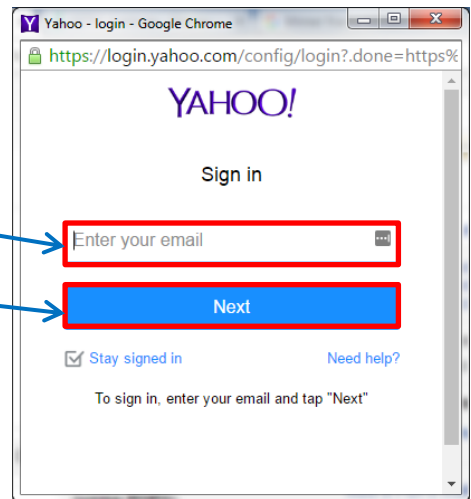 Yahoo - login - Google Chrome
https://login.yahoo.com/config/login?.done=https%
YAHOO!
Sign in
Enter your email
Next
Stay signed in Need help?
To sign in, enter your email and tap "Next"